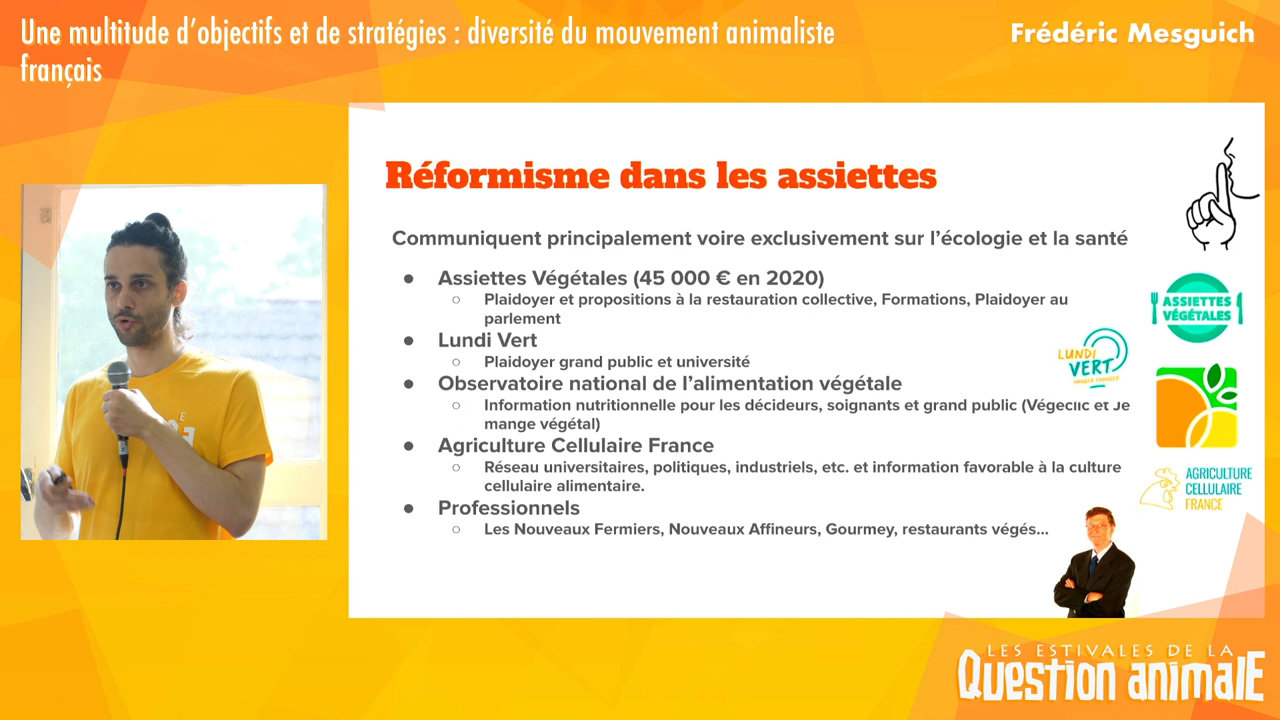 Une multitude d'objectifs et de stratégies : diversité du mouvement animaliste
français
Frédéric Mesguich
Réformisme dans les assiettes
Communiquent principalement voire exclusivement sur l'écologie et la santé
● Assiettes Végétales (45 000 € en 2020)
○ Plaidoyer et propositions à la restauration collective, Formations, Plaidoyer au
parlement
● Lundi Vert
○ Plaidoyer grand public et université
● Observatoire national de l'alimentation végétale
○ Information nutritionnelle pour les décideurs, soignants et grand public (Végéclic et Je
mange végétal)
● Agriculture Cellulaire France
○ Réseau universitaires, politiques, industriels, etc. et information favorable à la culture
cellulaire alimentaire.
● Professionnels
○ Les Nouveaux Fermiers, Nouveaux Affineurs, Gourmey, restaurants végés...
ASSIETTES
VÉGÉTALES
LUNDI
VERT
AGRICULTURE
CELLULAIRE
FRANCE
LES ESTIVALES DE LA
QUESTION ANIMALE